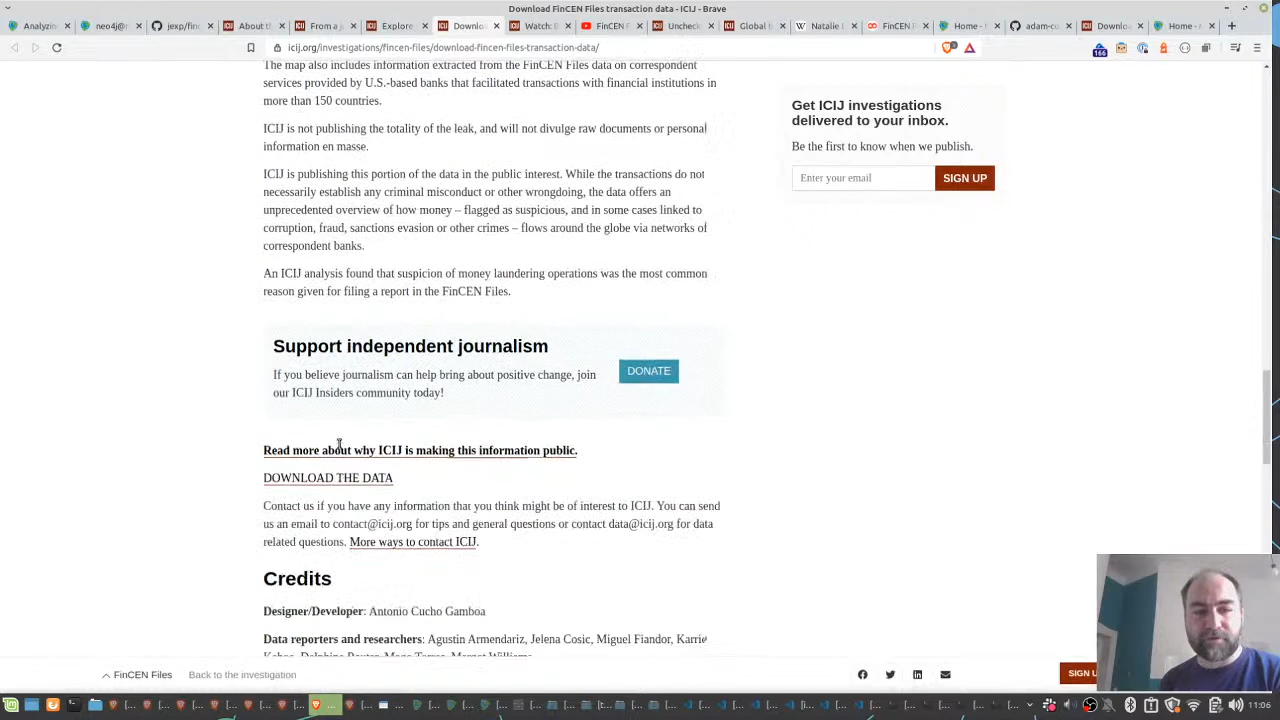 Download FinCEN Files transaction data - ICIJ - Brave
Analyzin
neo4j/n
jexp/fin
About th
From a j
Explore
Downlo
Watch: B
FinCEN F
Uncheck
Global b
Natalie l
FinCEN
Home - I
adam-co
Downlo
Home - A
icij.org/investigations/fincen-files/download-fincen-files-transaction-data/
166
The map also includes information extracted from the FinCEN Files data on correspondent
services provided by U.S.-based banks that facilitated transactions with financial institutions in
more than 150 countries.
ICIJ is not publishing the totality of the leak, and will not divulge raw documents or personal
information en masse.
ICIJ is publishing this portion of the data in the public interest. While the transactions do not
necessarily establish any criminal misconduct or other wrongdoing, the data offers an
unprecedented overview of how money – flagged as suspicious, and in some cases linked to
corruption, fraud, sanctions evasion or other crimes – flows around the globe via networks of
correspondent banks.
An ICIJ analysis found that suspicion of money laundering operations was the most common
reason given for filing a report in the FinCEN Files.
Get ICIJ investigations
delivered to your inbox.
Be the first to know when we publish.
Enter your email
SIGN UP
Support independent journalism
If you believe journalism can help bring about positive change, join
our ICIJ Insiders community today!
DONATE
Read more about why ICIJ is making this information public.
DOWNLOAD THE DATA
Contact us if you have any information that you think might be of interest to ICIJ. You can send
us an email to contact@icij.org for tips and general questions or contact data@icij.org for data
related questions. More ways to contact ICIJ.
Credits
Designer/Developer: Antonio Cucho Gamboa
Data reporters and researchers: Agustin Armendariz, Jelena Cosic, Miguel Fiandor, Karrie
Kehoe, Delphine Reuter, Mago Torres, Margot Williams
FinCEN Files
Back to the investigation
SIGN U
11:06